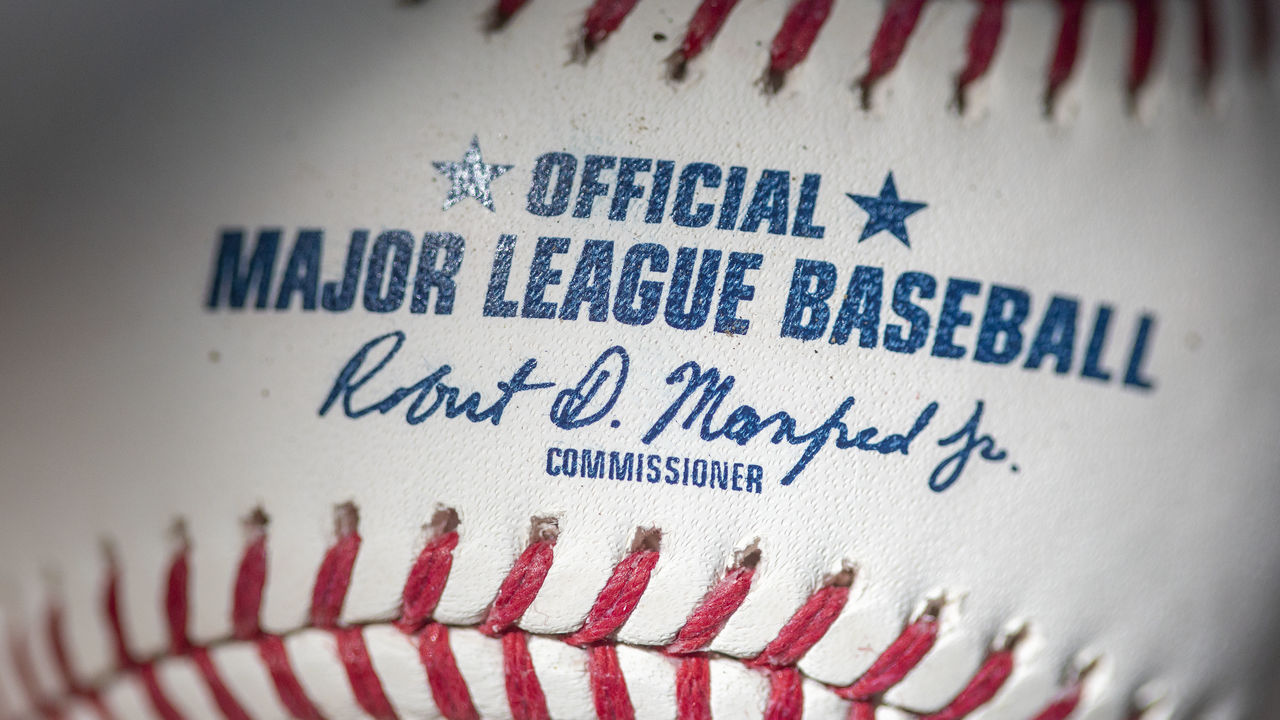 OFFICIAL
MAJOR LEAGUE BASEBALL
Robert D. Manfred Jr.
COMMISSIONER